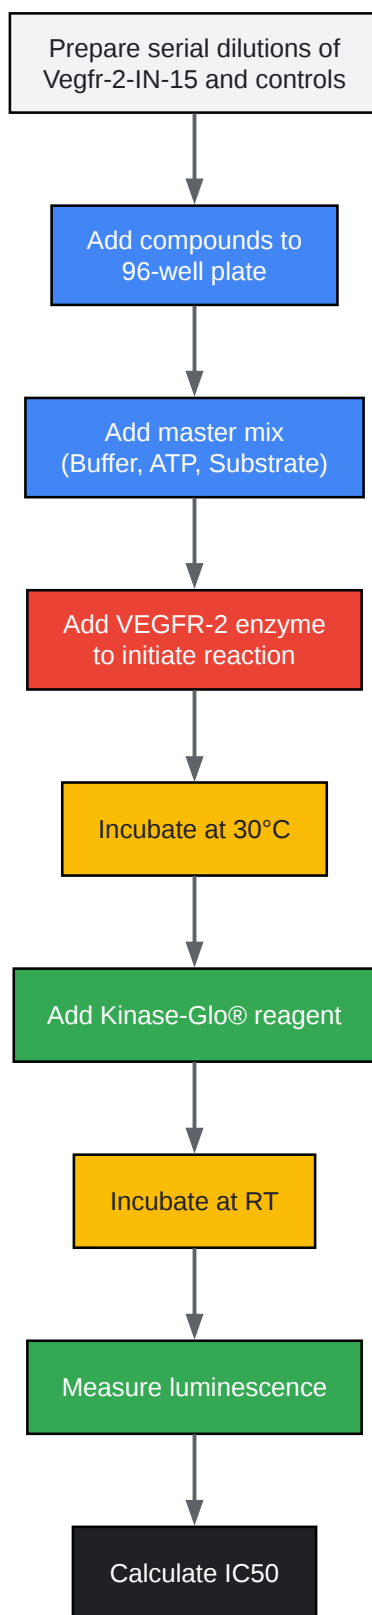 Prepare serial dilutions of
Vegfr-2-IN-15 and controls
Add compounds to
96-well plate
Add master mix
(Buffer, ATP, Substrate)
Add VEGFR-2 enzyme
to initiate reaction
Incubate at 30°C
Add Kinase-Glo® reagent
Incubate at RT
Measure luminescence
Calculate IC50